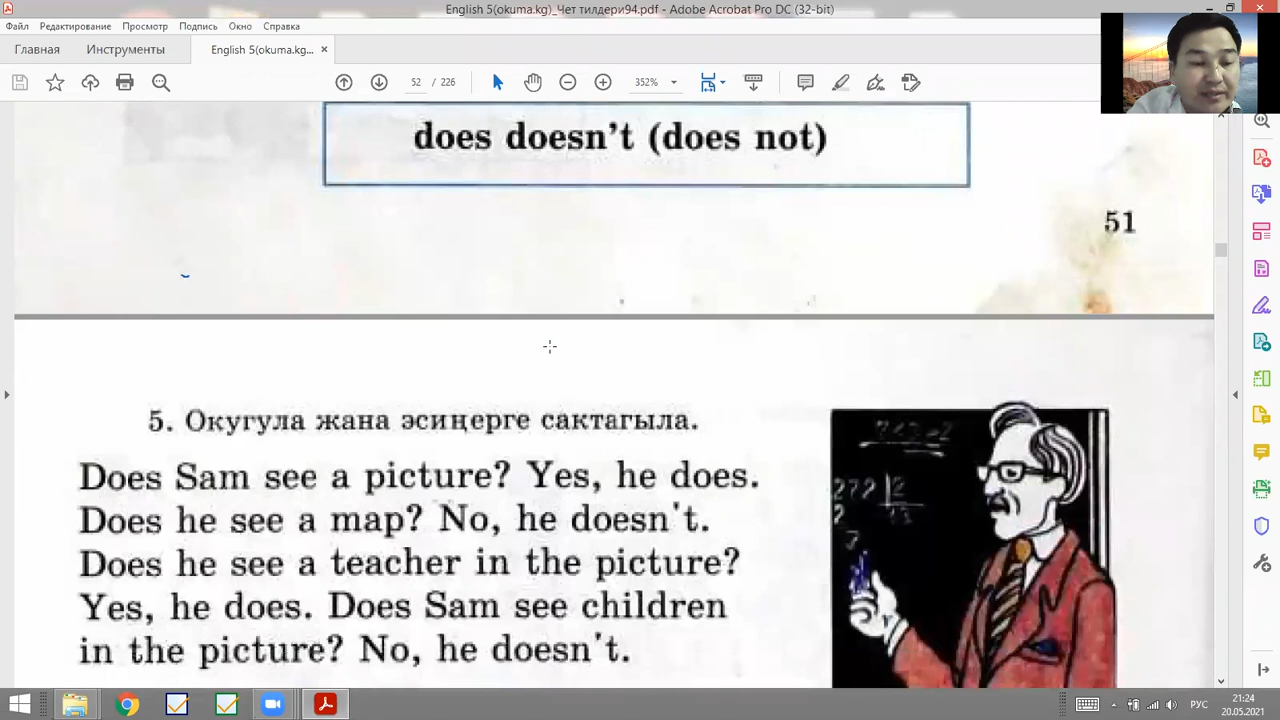 English 5(okuma.kg)_Чет тилдери94.pdf - Adobe Acrobat Pro DC (32-bit)
Файл Редактирование Просмотр Подпись Окно Справка
Главная Инструменты English 5(okuma.kg... ×
52 / 226 352%
does doesn't (does not)
51
5. Окугула жана эсиңерге сактагыла.
Does Sam see a picture? Yes, he does.
Does he see a map? No, he doesn't.
Does he see a teacher in the picture?
Yes, he does. Does Sam see children
in the picture? No, he doesn't.
РУС
21:24
20.05.2021